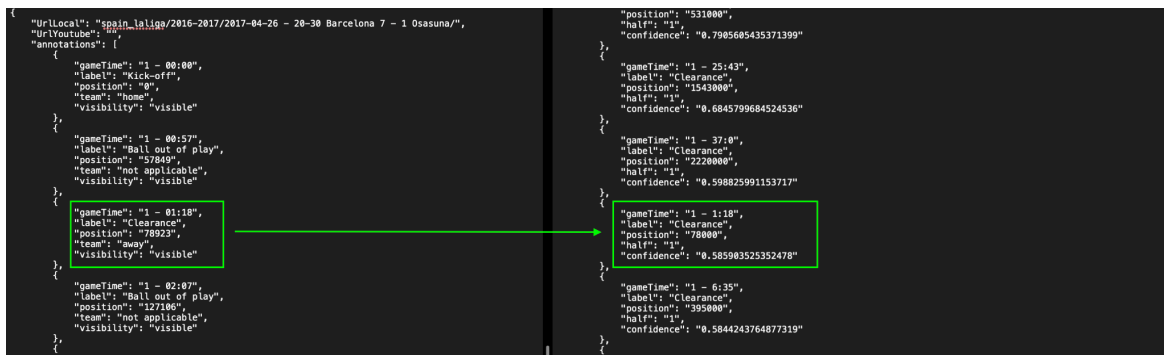 {
"UrlLocal": "spain_laliga/2016-2017/2017-04-26 - 20-30 Barcelona 7 - 1 Osasuna/",
"UrlYoutube": "",
"annotations": [
{
"gameTime": "1 - 00:00",
"label": "Kick-off",
"position": "0",
"team": "home",
"visibility": "visible"
},
{
"gameTime": "1 - 00:57",
"label": "Ball out of play",
"position": "57849",
"team": "not applicable",
"visibility": "visible"
},
{
"gameTime": "1 - 01:18",
"label": "Clearance",
"position": "78923",
"team": "away",
"visibility": "visible"
},
{
"gameTime": "1 - 02:07",
"label": "Ball out of play",
"position": "127106",
"team": "not applicable",
"visibility": "visible"
},
{
"position": "531000",
"half": "1",
"confidence": "0.7905605435371399"
},
{
"gameTime": "1 - 25:43",
"label": "Clearance",
"position": "1543000",
"half": "1",
"confidence": "0.6845799684524536"
},
{
"gameTime": "1 - 37:0",
"label": "Clearance",
"position": "2220000",
"half": "1",
"confidence": "0.598825991153717"
},
{
"gameTime": "1 - 1:18",
"label": "Clearance",
"position": "78000",
"half": "1",
"confidence": "0.585903525352478"
},
{
"gameTime": "1 - 6:35",
"label": "Clearance",
"position": "395000",
"half": "1",
"confidence": "0.5844243764877319"
},
{